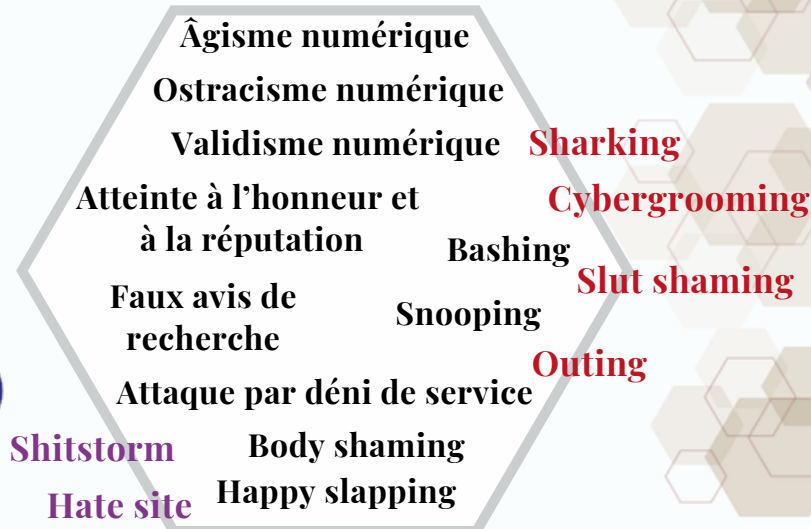 Âgisme numérique
Ostracisme numérique
Validisme numérique
Sharking
Atteinte à l'honneur et
à la réputation
Cybergrooming
Bashing
Slut shaming
Faux avis de
recherche
Snooping
Outing
Attaque par déni de service
Shitstorm
Body shaming
Hate site
Happy slapping